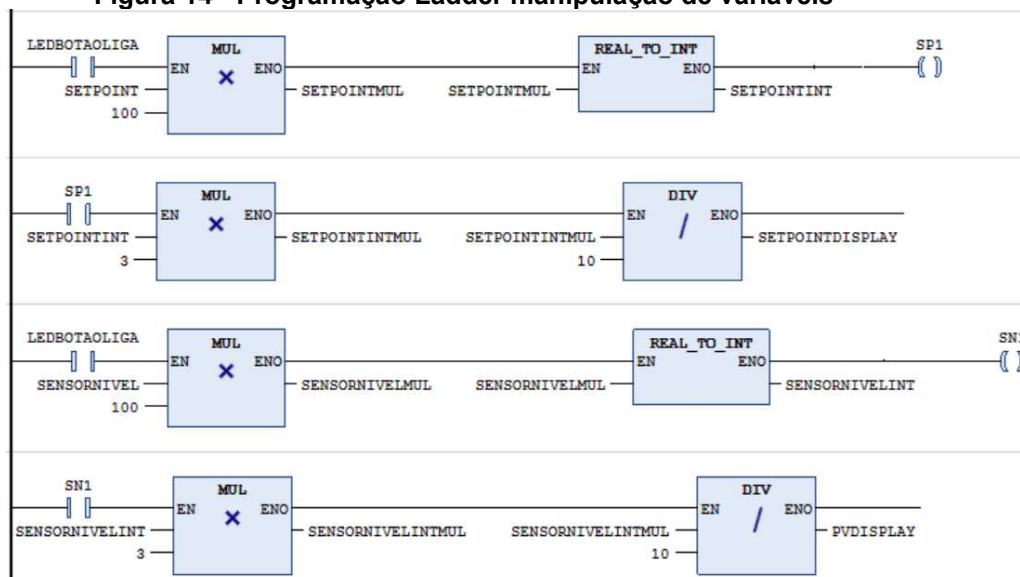 Figura 14 - Programação Ladder manipulação de variáveis
LEDBOTAOLIGA
MUL
REAL_TO_INT
SP1
EN
ENO
EN
ENO
SETPOINT
SETPOINTMUL
SETPOINTMUL
SETPOINTINT
100
SP1
MUL
DIV
EN
ENO
EN
ENO
SETPOINTINT
SETPOINTINTMUL
SETPOINTINTMUL
SETPOINTDISPLAY
3
10
LEDBOTAOLIGA
MUL
REAL_TO_INT
EN
ENO
EN
ENO
SENSORNIVEL
SENSORNIVELMUL
SENSORNIVELMUL
SENSORNIVELINT
100
SN1
MUL
DIV
EN
ENO
EN
ENO
SENSORNIVELINT
SENSORNIVELINTMUL
SENSORNIVELINTMUL
PVDISPLAY
3
10